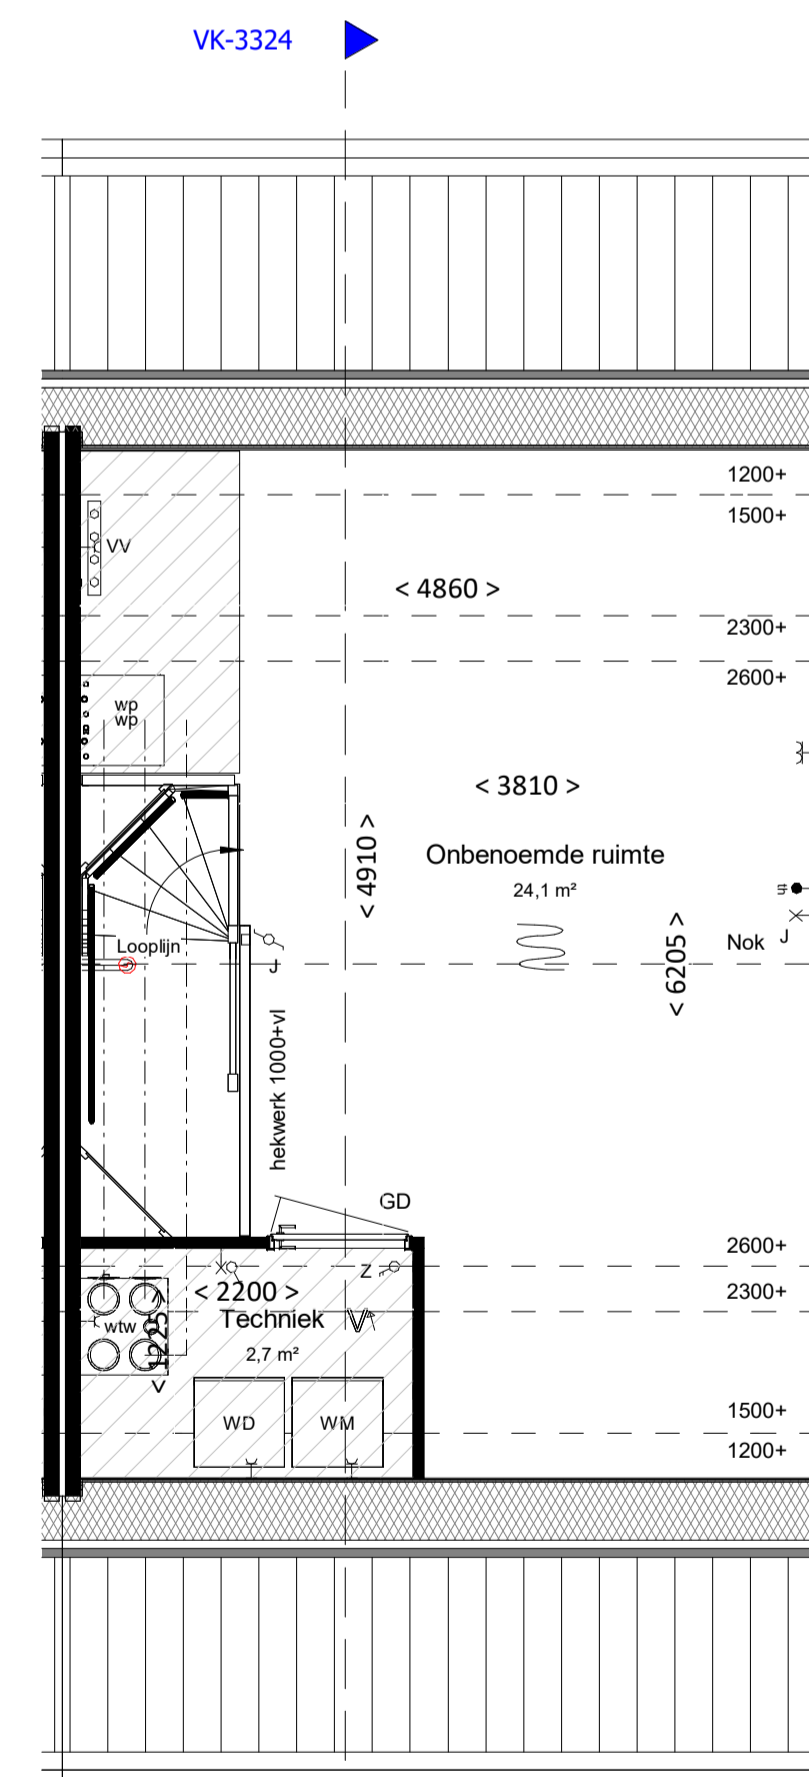 VK-3324
1200+
1500+
VV
< 4860 >
2300+
2600+
wp
wp
< 3810 >
< 4910 >
Onbenoemde ruimte
24,1 m²
th
Looplijn
J
Nok
J
< 6205 >
hekwerk 1000+vl
GD
2600+
Z
< 2200 >
2300+
Techniek
wtw
< 1225 >
2,7 m²
1500+
WD
WM
1200+